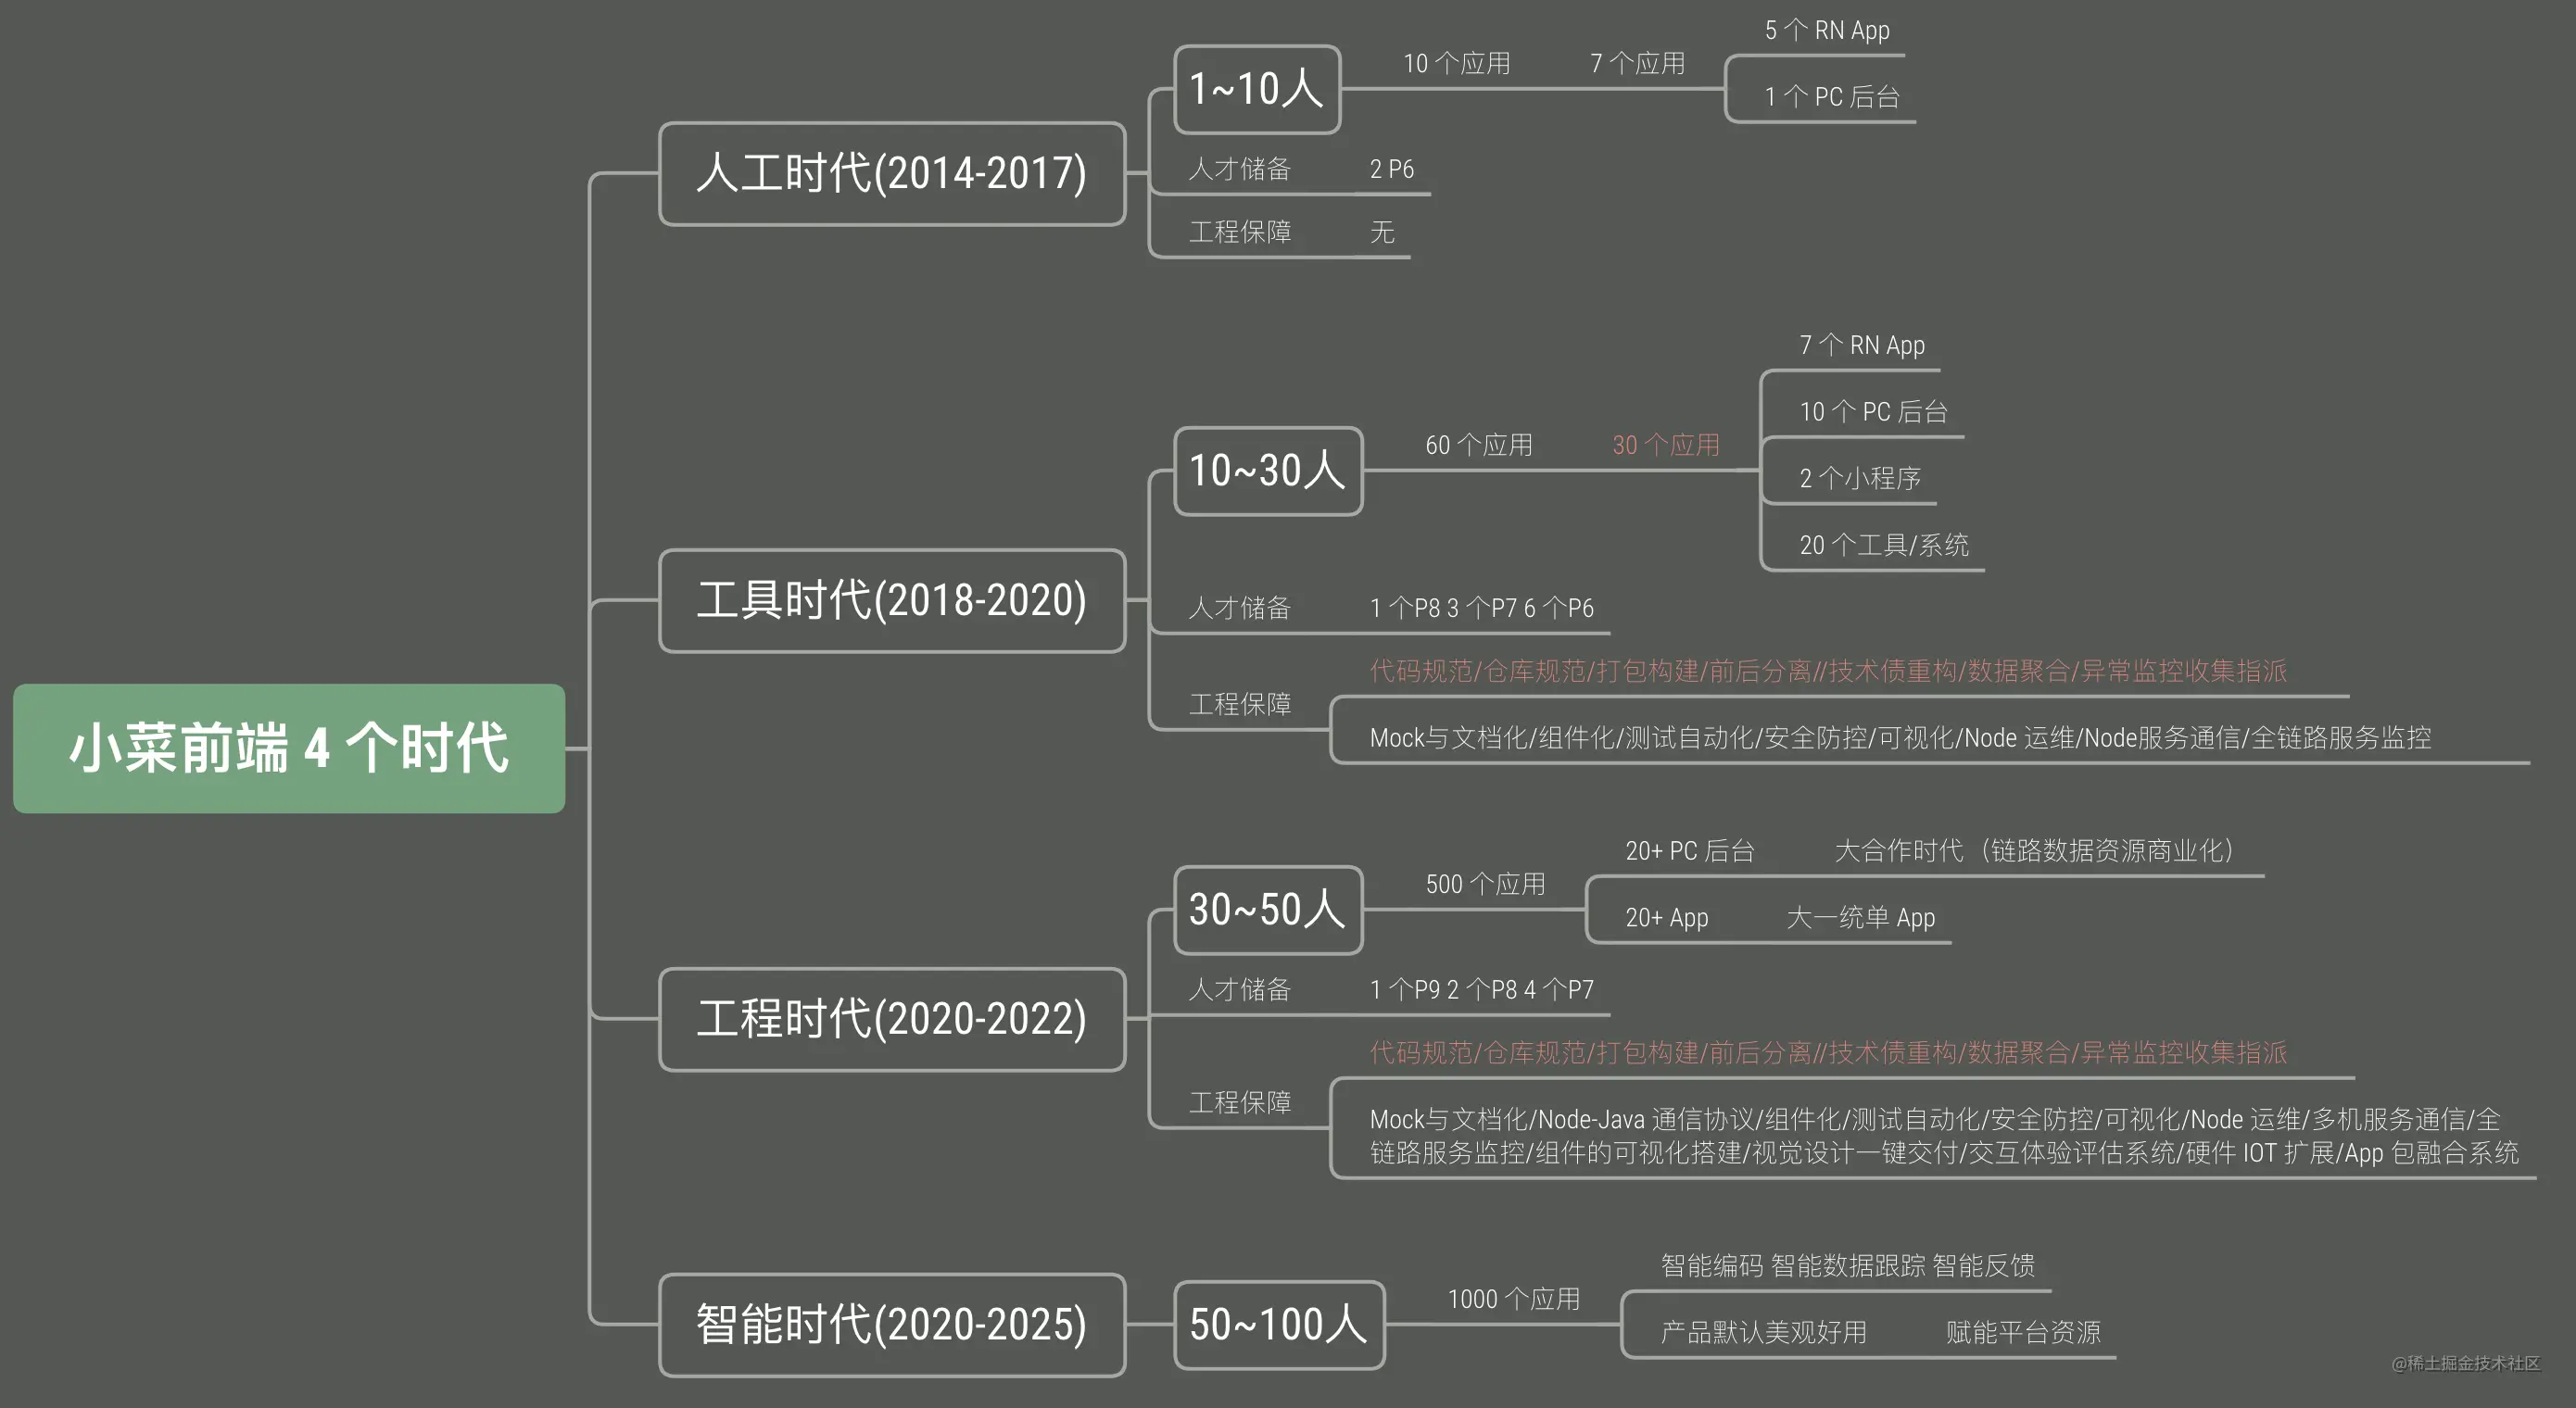 小菜前端 4 个时代
人工时代(2014-2017)
1~10人
10 个应用
7 个应用
5 个 RN App
1 个 PC 后台
人才储备
2 P6
工程保障
无
工具时代(2018-2020)
10~30人
60 个应用
30 个应用
7 个 RN App
10 个 PC 后台
2 个小程序
20 个工具/系统
人才储备
1 个P8 3 个P7 6 个P6
工程保障
代码规范/仓库规范/打包构建/前后分离//技术债重构/数据聚合/异常监控收集指派
Mock与文档化/组件化/测试自动化/安全防控/可视化/Node 运维/Node服务通信/全链路服务监控
工程时代(2020-2022)
30~50人
500 个应用
20+ PC 后台
大合作时代（链路数据资源商业化）
20+ App
大一统单 App
人才储备
1 个P9 2 个P8 4 个P7
工程保障
代码规范/仓库规范/打包构建/前后分离//技术债重构/数据聚合/异常监控收集指派
Mock与文档化/Node-Java 通信协议/组件化/测试自动化/安全防控/可视化/Node 运维/多机服务通信/全
链路服务监控/组件的可视化搭建/视觉设计一键交付/交互体验评估系统/硬件 IOT 扩展/App 包融合系统
智能时代(2020-2025)
50~100人
1000 个应用
智能编码 智能数据跟踪 智能反馈
产品默认美观好用
赋能平台资源
@稀土掘金技术社区